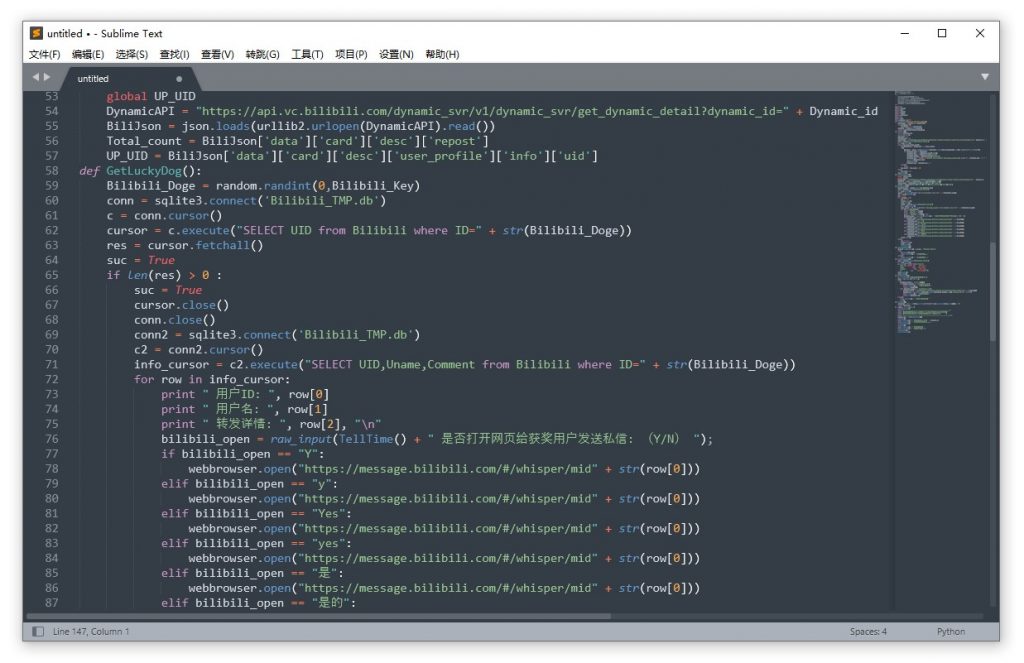 untitled • - Sublime Text
文件(F) 编辑(E) 选择(S) 查找(I) 查看(V) 转跳(G) 工具(T) 项目(P) 设置(N) 帮助(H)
untitled
53 global UP_UID
54 DynamicAPI = "https://api.vc.bilibili.com/dynamic_svr/v1/dynamic_svr/get_dynamic_detail?dynamic_id=" + Dynamic_id
55 BiliJson = json.loads(urllib2.urlopen(DynamicAPI).read())
56 Total_count = BiliJson['data']['card']['desc']['repost']
57 UP_UID = BiliJson['data']['card']['desc']['user_profile']['info']['uid']
58 def GetLuckyDog():
59 Bilibili_Doge = random.randint(0,Bilibili_Key)
60 conn = sqlite3.connect('Bilibili_TMP.db')
61 c = conn.cursor()
62 cursor = c.execute("SELECT UID from Bilibili where ID=" + str(Bilibili_Doge))
63 res = cursor.fetchall()
64 suc = True
65 if len(res) > 0 :
66 suc = True
67 cursor.close()
68 conn.close()
69 conn2 = sqlite3.connect('Bilibili_TMP.db')
70 c2 = conn2.cursor()
71 info_cursor = c2.execute("SELECT UID,Uname,Comment from Bilibili where ID=" + str(Bilibili_Doge))
72 for row in info_cursor:
73 print " 用户ID: ", row[0]
74 print " 用户名: ", row[1]
75 print " 转发详情: ", row[2], "\n"
76 bilibili_open = raw_input(TellTime() + " 是否打开网页给获奖用户发送私信: （Y/N） ");
77 if bilibili_open == "Y":
78 webbrowser.open("https://message.bilibili.com/#/whisper/mid" + str(row[0]))
79 elif bilibili_open == "y":
80 webbrowser.open("https://message.bilibili.com/#/whisper/mid" + str(row[0]))
81 elif bilibili_open == "Yes":
82 webbrowser.open("https://message.bilibili.com/#/whisper/mid" + str(row[0]))
83 elif bilibili_open == "yes":
84 webbrowser.open("https://message.bilibili.com/#/whisper/mid" + str(row[0]))
85 elif bilibili_open == "是":
86 webbrowser.open("https://message.bilibili.com/#/whisper/mid" + str(row[0]))
87 elif bilibili_open == "是的":
Line 147, Column 1 Spaces: 4 Python